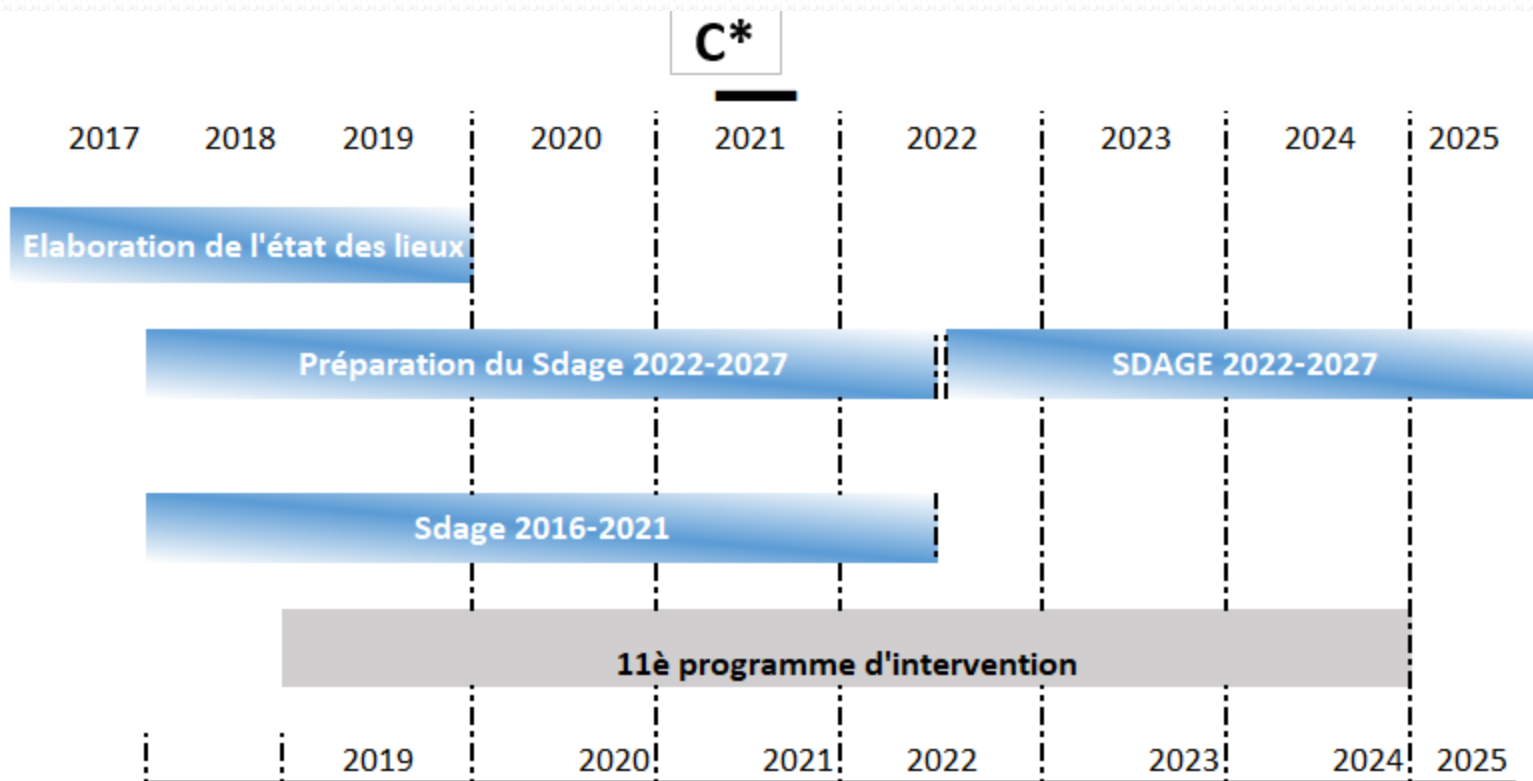 C*
2017 2018 2019 2020 2021 2022 2023 2024 2025
Elaboration de l'état des lieux
Préparation du Sdage 2022-2027 SDAGE 2022-2027
Sdage 2016-2021
11è programme d'intervention
2019 2020 2021 2022 2023 2024 2025